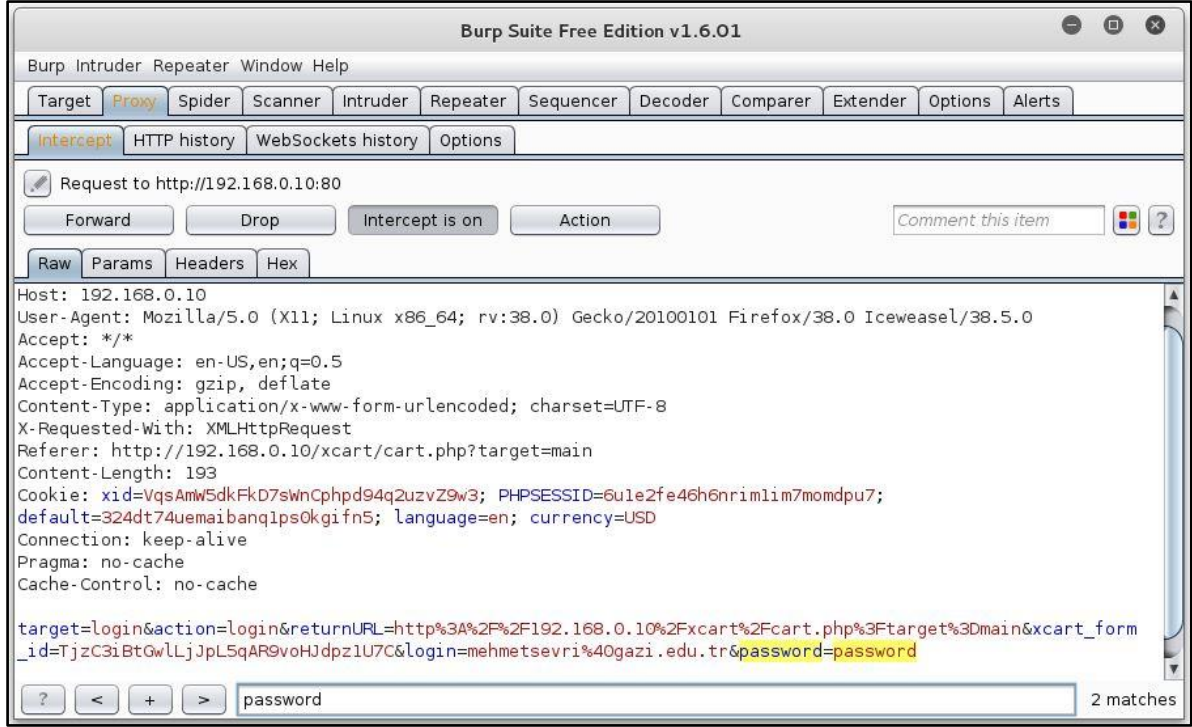 Burp Suite Free Edition v1.6.01
Burp Intruder Repeater Window Help
Target Proxy Spider Scanner Intruder Repeater Sequencer Decoder Comparer Extender Options Alerts
Intercept HTTP history WebSockets history Options
Request to http://192.168.0.10:80
Forward Drop Intercept is on Action Comment this item ?
Raw Params Headers Hex
Host: 192.168.0.10
User-Agent: Mozilla/5.0 (X11; Linux x86_64; rv:38.0) Gecko/20100101 Firefox/38.0 Iceweasel/38.5.0
Accept: */*
Accept-Language: en-US,en;q=0.5
Accept-Encoding: gzip, deflate
Content-Type: application/x-www-form-urlencoded; charset=UTF-8
X-Requested-With: XMLHttpRequest
Referer: http://192.168.0.10/xcart/cart.php?target=main
Content-Length: 193
Cookie: xid=VqsAmW5dkFkD7sWnCphpd94q2uzvZ9w3; PHPSESSID=6u1e2fe46h6nrim1im7momdpu7;
default=324dt74uemaibanq1ps0kgifn5; language=en; currency=USD
Connection: keep-alive
Pragma: no-cache
Cache-Control: no-cache
target=login&action=login&returnURL=http%3A%2F%2F192.168.0.10%2Fxcart%2Fcart.php%3Ftarget%3Dmain&xcart_form
_id=TjzC3iBtGwlLjJpL5qAR9voHJdpz1U7C&login=mehmetsevri%40gazi.edu.tr&password=password
? < + > password 2 matches